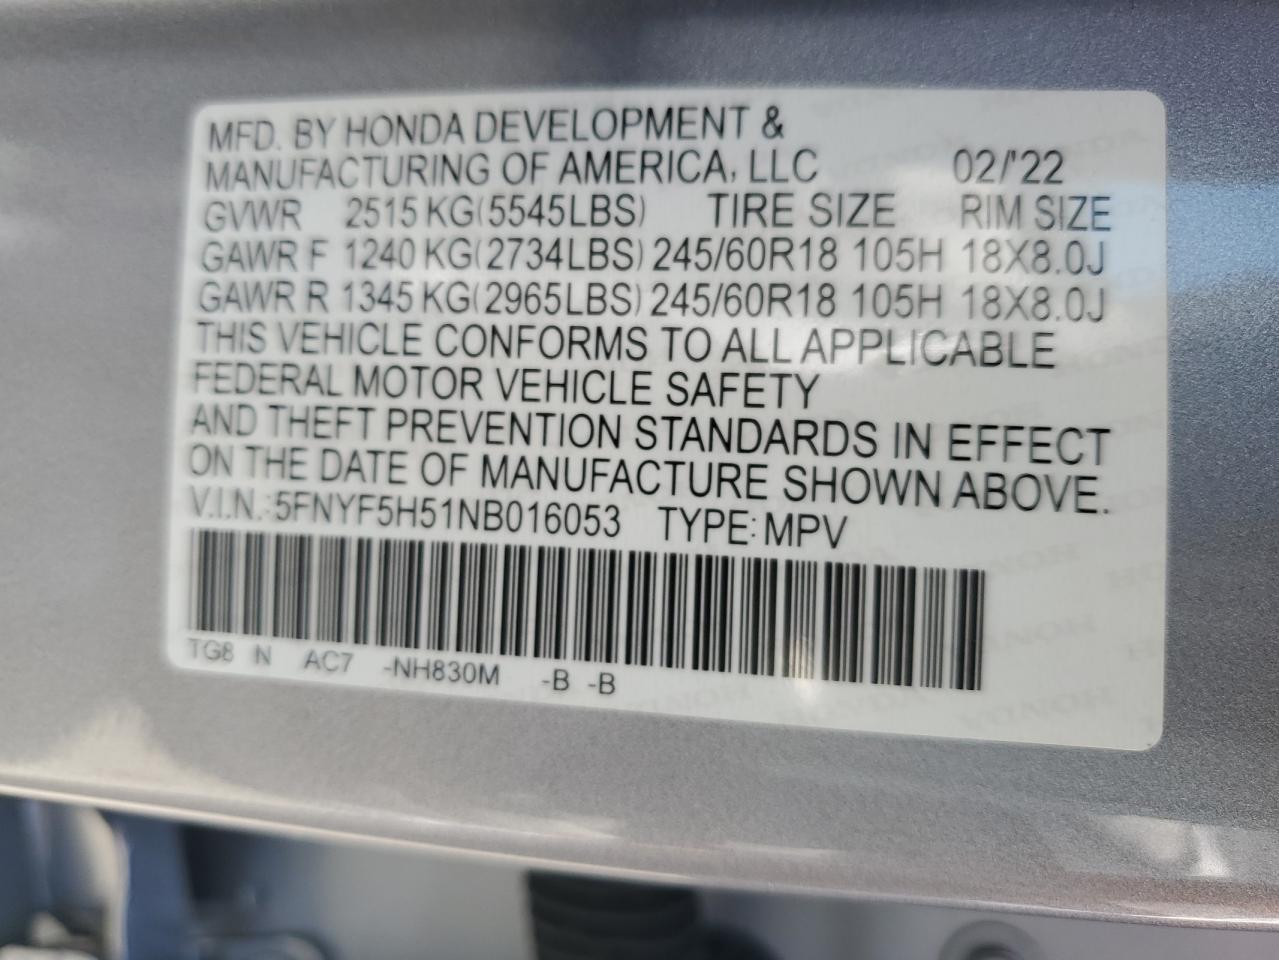 MFD. BY HONDA DEVELOPMENT &
MANUFACTURING OF AMERICA, LLC 02/'22
GVWR 2515 KG(5545LBS) TIRE SIZE RIM SIZE
GAWR F 1240 KG(2734LBS) 245/60R18 105H 18X8.0J
GAWR R 1345 KG(2965LBS) 245/60R18 105H 18X8.0J
THIS VEHICLE CONFORMS TO ALL APPLICABLE
FEDERAL MOTOR VEHICLE SAFETY
AND THEFT PREVENTION STANDARDS IN EFFECT
ON THE DATE OF MANUFACTURE SHOWN ABOVE.
V.I.N.:5FNYF5H51NB016053 TYPE:MPV
TG8 N AC7 -NH830M -B -B